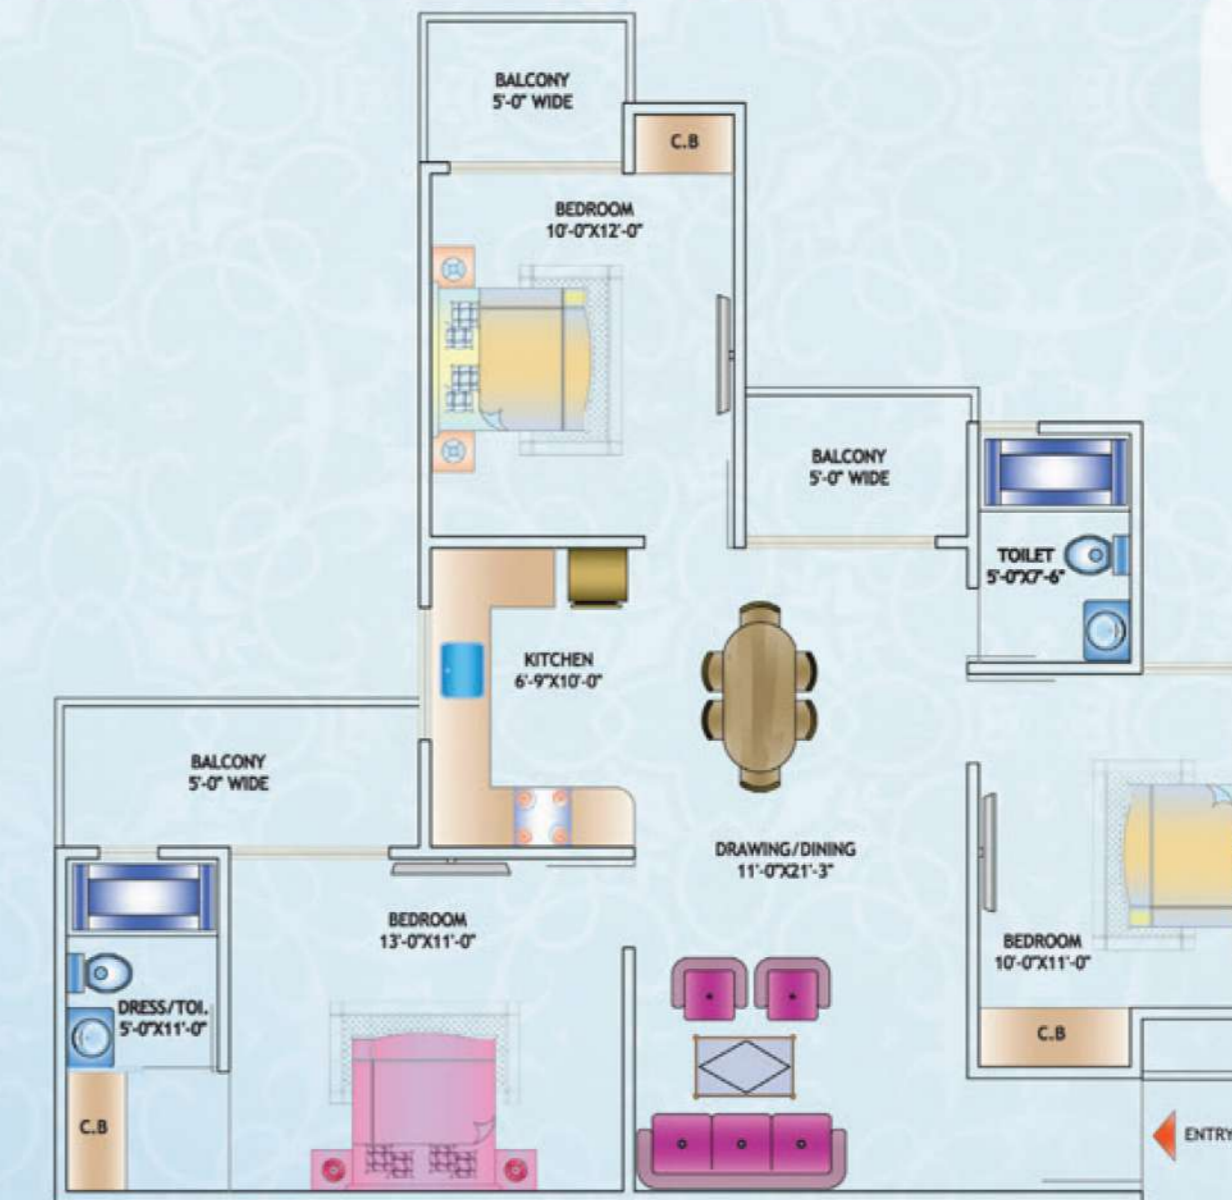 BALCONY
5'-0" WIDE
C.B
BEDROOM
10'-0"X12'-0"
BALCONY
5'-0" WIDE
TOILET
5'-0"X7'-6"
KITCHEN
6'-9"X10'-0"
BALCONY
5'-0" WIDE
DRAWING/DINING
11'-0"X21'-3"
BEDROOM
13'-0"X11'-0"
BEDROOM
10'-0"X11'-0"
DRESS/TOI.
5'-0"X11'-0"
C.B
C.B
ENTRY